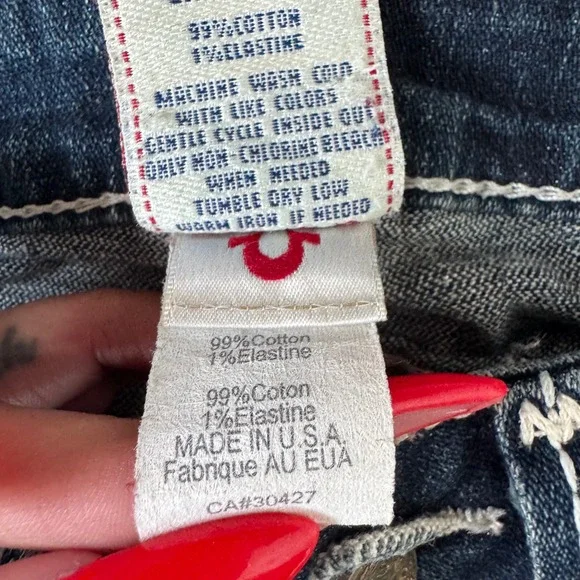 99%COTTON
1%ELASTINE
MACHINE WASH COLD
WITH LIKE COLORS
GENTLE CYCLE INSIDE OUT
ONLY NON-CHLORINE BLEACH
WHEN NEEDED
TUMBLE DRY LOW
WARM IRON IF NEEDED
99%Cotton
1%Elastine
99%Coton
1%Elastine
MADE IN U.S.A.
Fabrique AU EUA
CA#30427